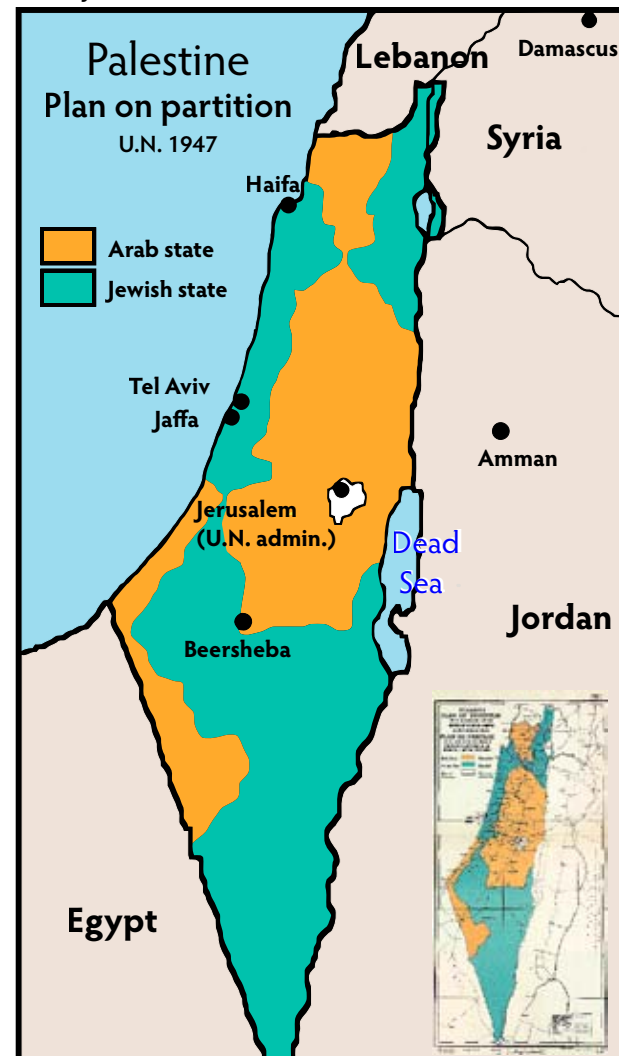 Palestine
Plan on partition
U.N. 1947
Lebanon
Damascus
Syria
Haifa
Arab state
Jewish state
Tel Aviv
Jaffa
Amman
Jerusalem
(U.N. admin.)
Dead
Sea
Jordan
Beersheba
Egypt